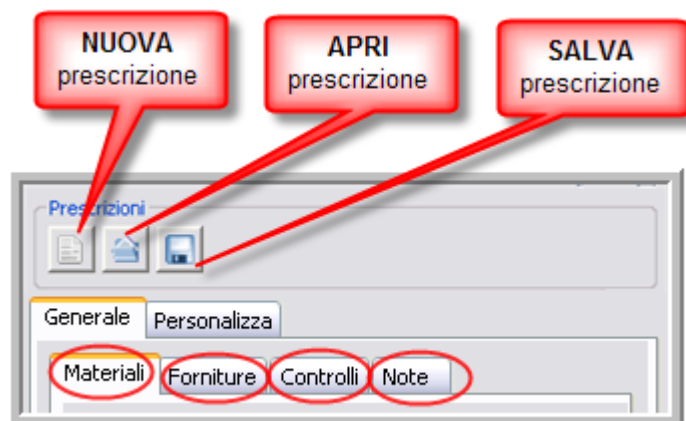 NUOVA
prescrizione
APRI
prescrizione
SALVA
prescrizione
Prescrizioni
Generale Personalizza
Materiali Forniture Controlli Note